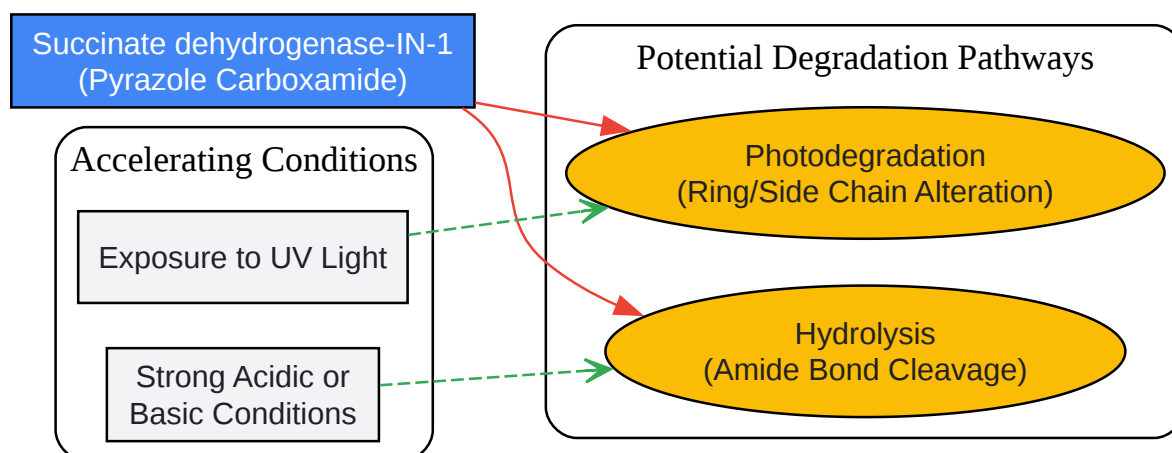 Succinate dehydrogenase-IN-1
(Pyrazole Carboxamide)
Potential Degradation Pathways
Photodegradation
(Ring/Side Chain Alteration)
Hydrolysis
(Amide Bond Cleavage)
Accelerating Conditions
Exposure to UV Light
Strong Acidic or
Basic Conditions